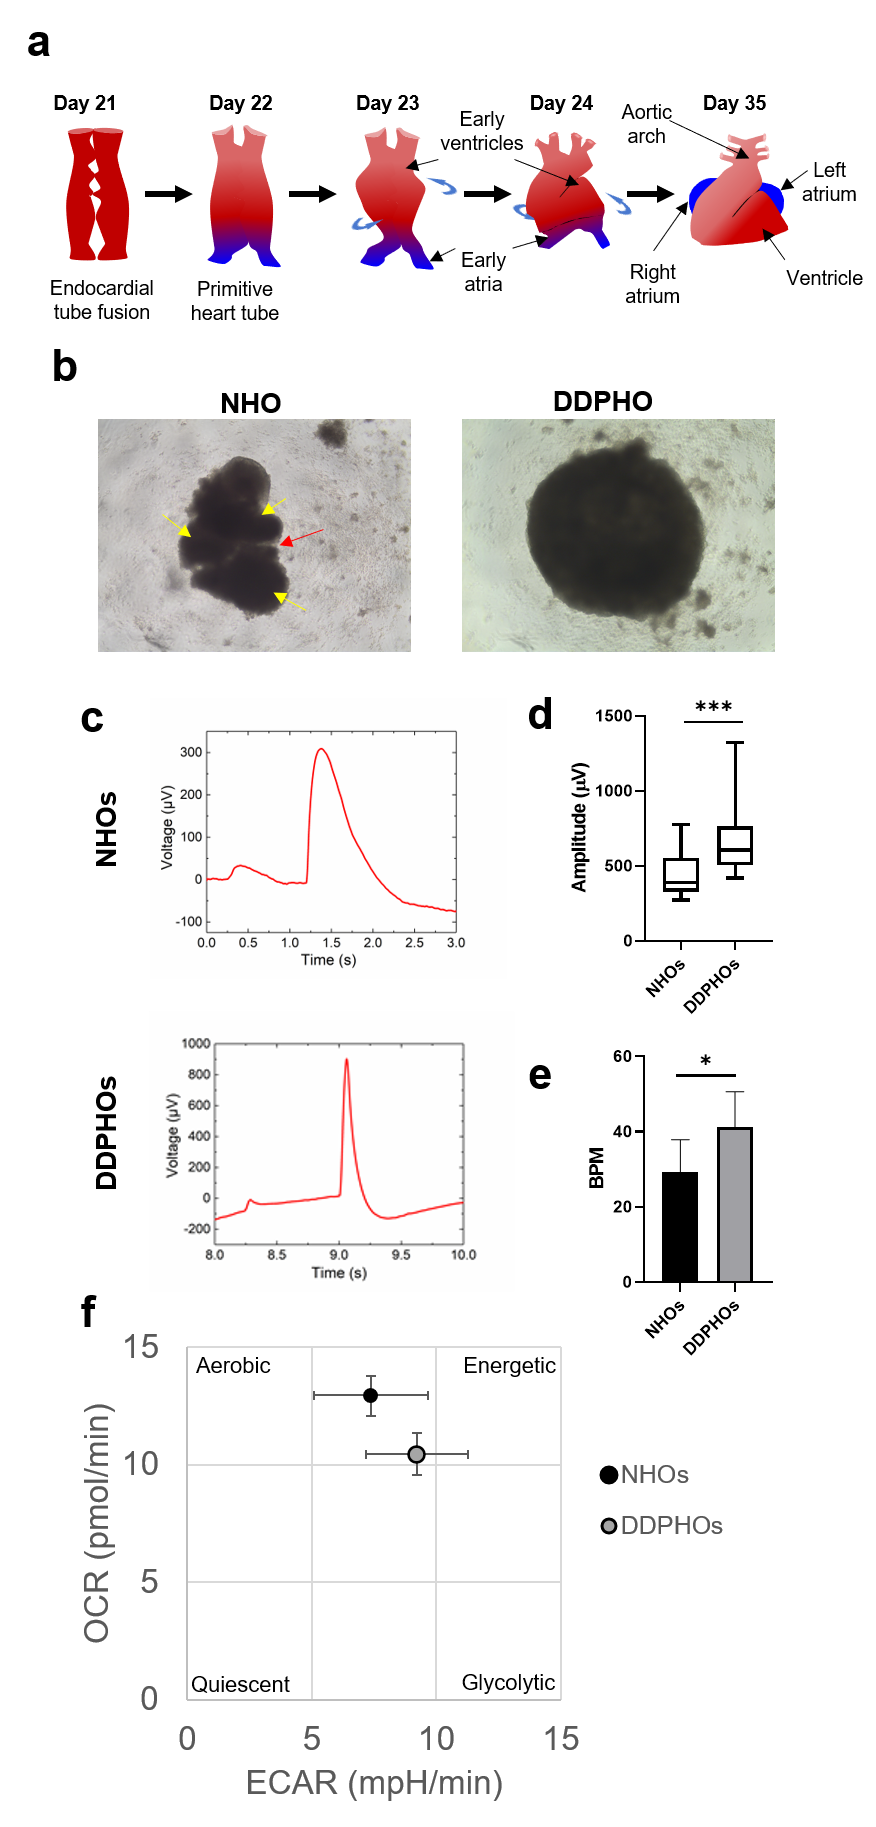 a
Day 21
Day 22
Day 23
Day 24
Day 35
Early
ventricles
Aortic
arch
Left
atrium
Endocardial
tube fusion
Primitive
heart tube
Early
atria
Right
atrium
Ventricle
b
NHO
DDPHO
c
NHOs
Voltage (µV)
300
200
100
0
-100
0.0 0.5 1.0 1.5 2.0 2.5 3.0
Time (s)
DDPHOs
Voltage (µV)
1000
800
600
400
200
0
-200
8.0 8.5 9.0 9.5 10.0
Time (s)
d
***
Amplitude (µV)
1500
1000
500
0
NHOs
DDPHOs
e
*
BPM
60
40
20
0
NHOs
DDPHOs
f
OCR (pmol/min)
15
10
5
0
Aerobic
Energetic
Quiescent
Glycolytic
0 5 10 15
ECAR (mpH/min)
NHOs
DDPHOs